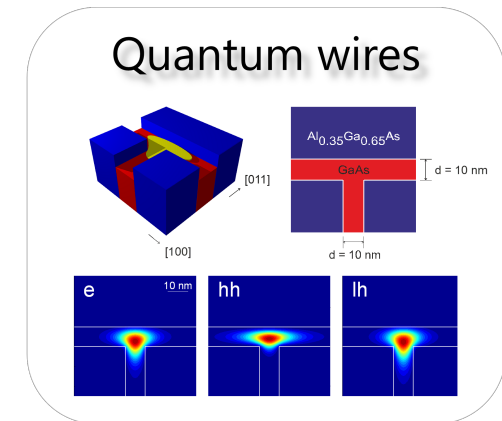 Quantum wires
Al0.35Ga0.65As
GaAs
d = 10 nm
[011]
[100]
d = 10 nm
e
10 nm
hh
lh